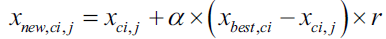 x_{new,ci,j} = x_{ci,j} + α × (x_{best,ci} − x_{ci,j}) × r